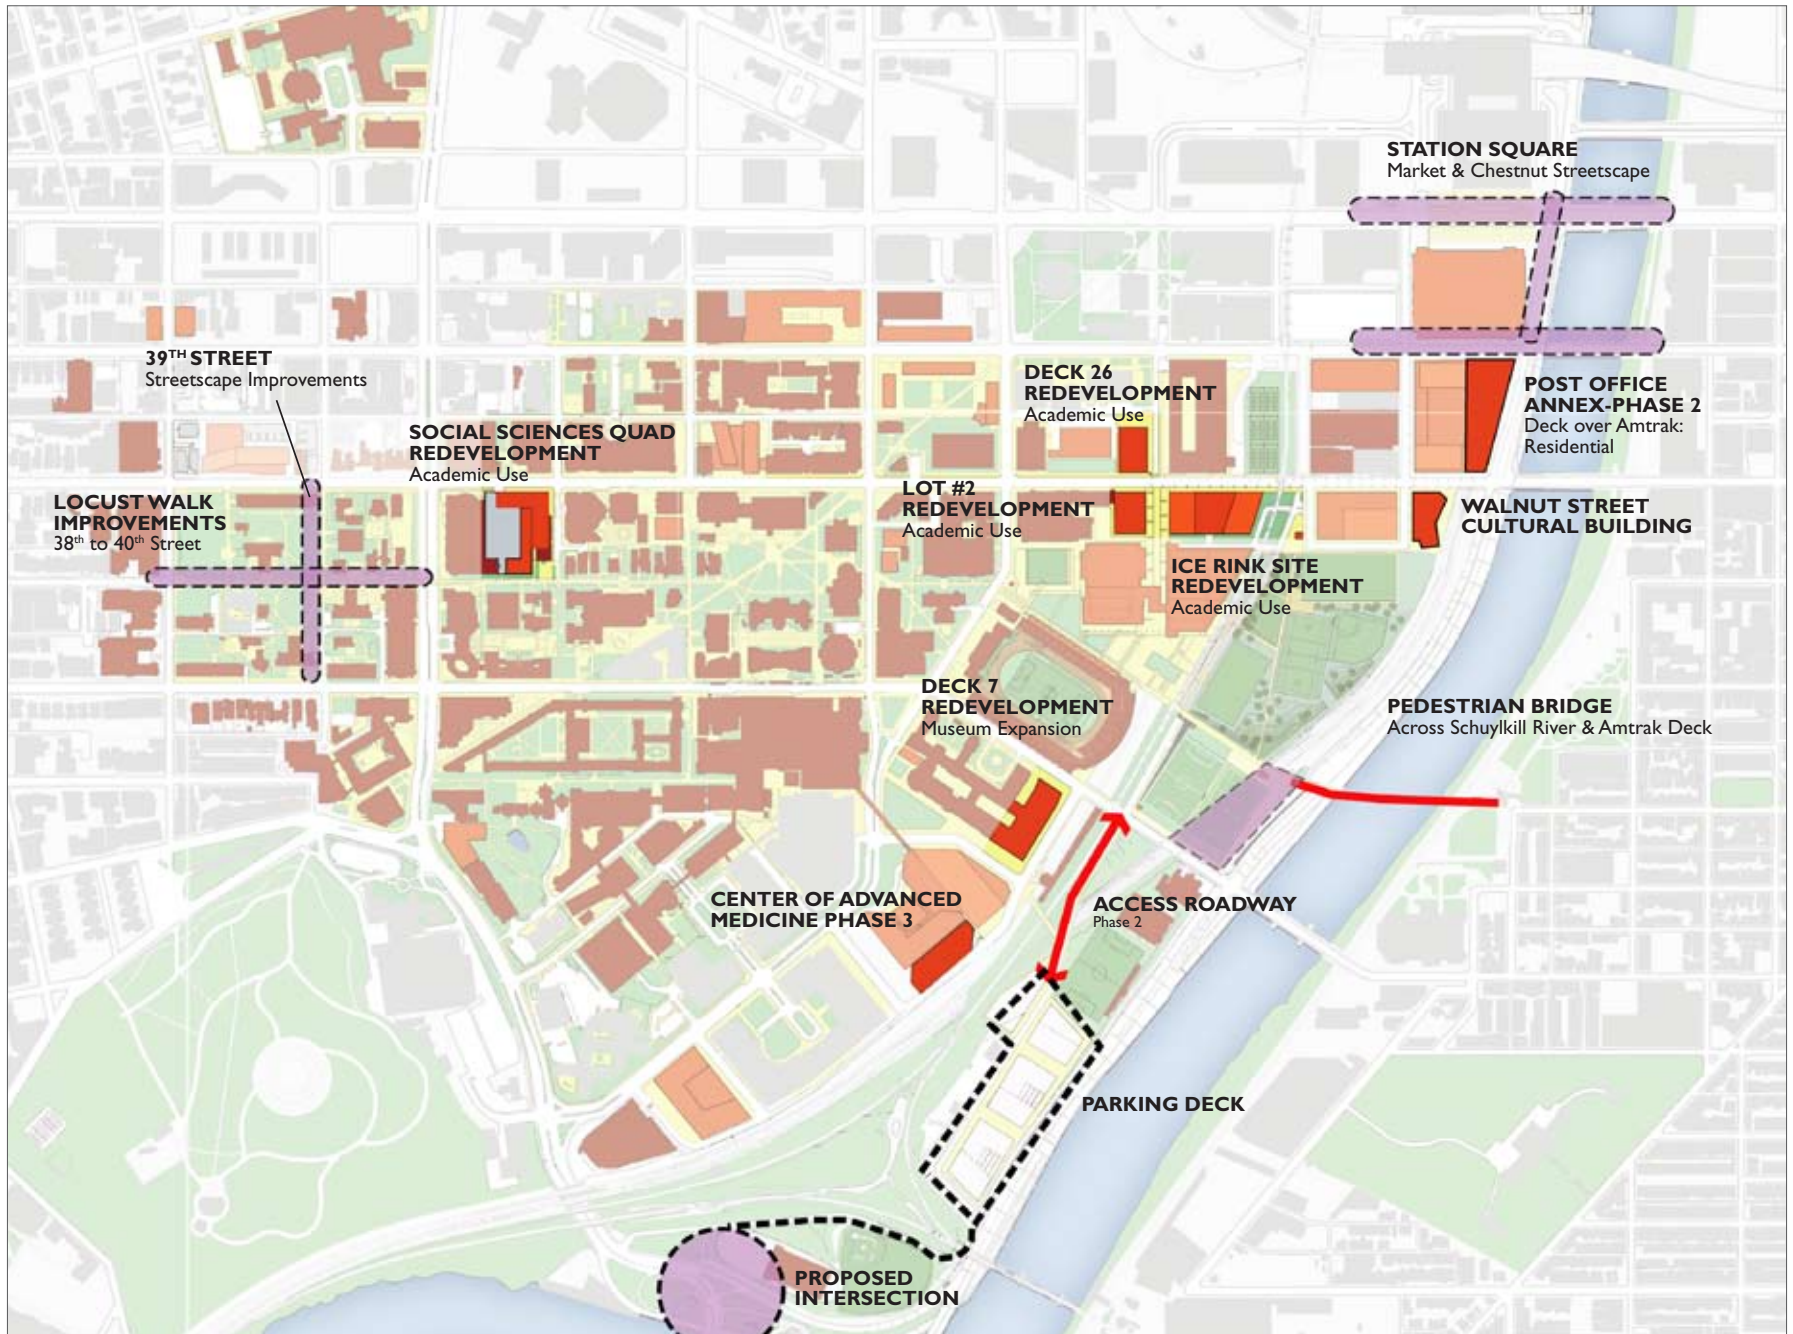 STATION SQUARE
Market & Chestnut Streetscape
39TH STREET
Streetscape Improvements
DECK 26
REDEVELOPMENT
Academic Use
POST OFFICE
ANNEX-PHASE 2
Deck over Amtrak:
Residential
SOCIAL SCIENCES QUAD
REDEVELOPMENT
Academic Use
LOCUST WALK
IMPROVEMENTS
38th to 40th Street
LOT #2
REDEVELOPMENT
Academic Use
WALNUT STREET
CULTURAL BUILDING
ICE RINK SITE
REDEVELOPMENT
Academic Use
DECK 7
REDEVELOPMENT
Museum Expansion
PEDESTRIAN BRIDGE
Across Schuylkill River & Amtrak Deck
CENTER OF ADVANCED
MEDICINE PHASE 3
ACCESS ROADWAY
Phase 2
PARKING DECK
PROPOSED
INTERSECTION